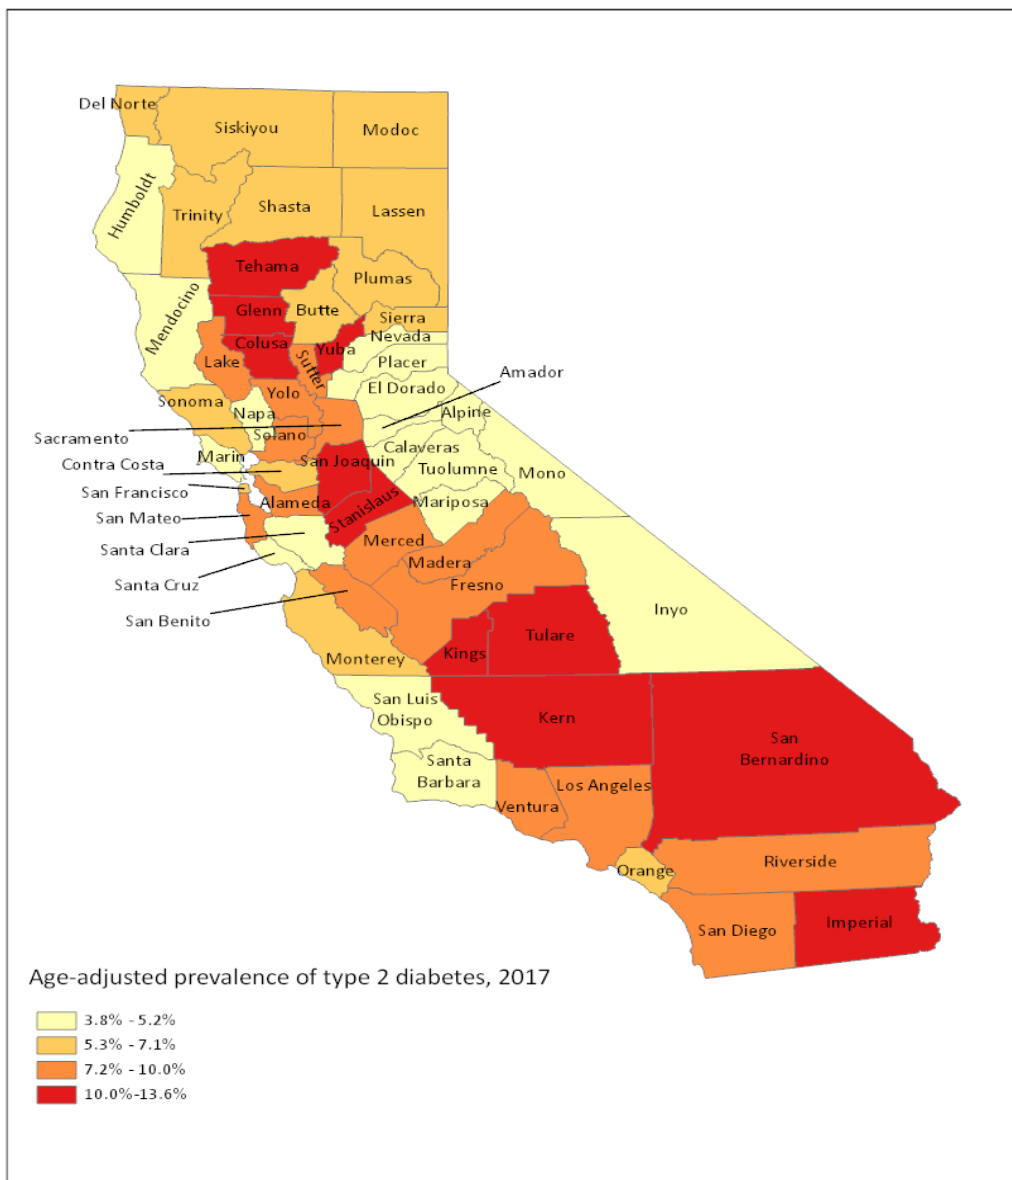 Del Norte
Siskiyou
Modoc
Humboldt
Trinity
Shasta
Lassen
Tehama
Plumas
Mendocino
Glenn
Butte
Sierra
Nevada
Colusa
Yuba
Lake
Sutter
Placer
El Dorado
Amador
Sonoma
Yolo
Napa
Alpine
Sacramento
Solano
Marin
Calaveras
Contra Costa
San Joaquin
Tuolumne
Mono
San Francisco
Alameda
Stanislaus
Mariposa
San Mateo
Santa Clara
Merced
Madera
Santa Cruz
Fresno
San Benito
Inyo
Tulare
Monterey
Kings
San Luis
Obispo
Kern
San
Bernardino
Santa
Barbara
Los Angeles
Ventura
Riverside
Orange
San Diego
Imperial
Age-adjusted prevalence of type 2 diabetes, 2017
3.8% - 5.2%
5.3% - 7.1%
7.2% - 10.0%
10.0%-13.6%